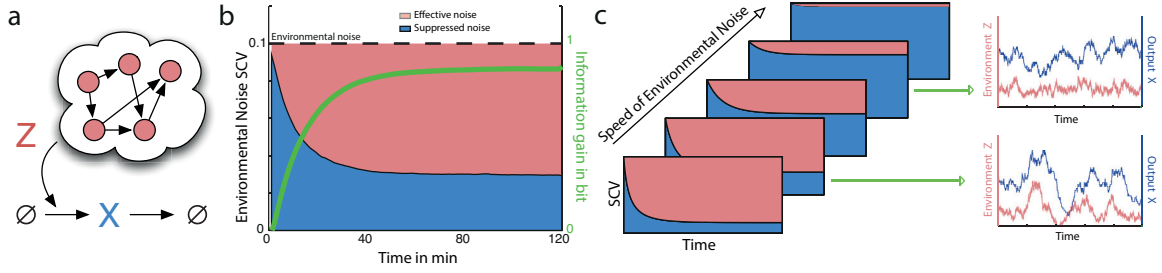 a
Z
∅
X
∅
b
Effective noise
Suppressed noise
Environmental noise
Environmental Noise SCV
0.1
0
1
0
Information gain in bit
0
40
80
120
Time in min
c
Speed of Environmental Noise
SCV
Time
Environment Z
Output X
Time
Environment Z
Output X
Time